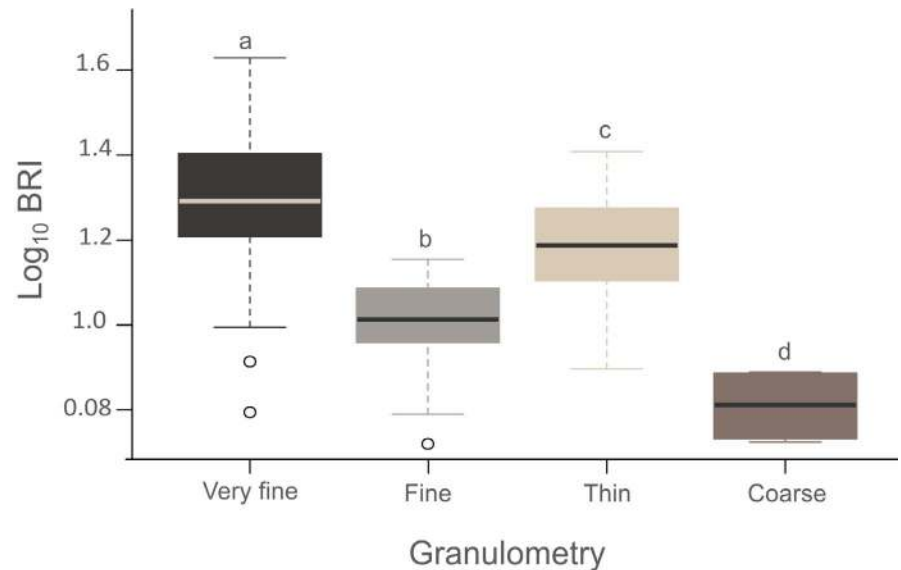 Log₁₀ BRI
1.6
1.4
1.2
1.0
0.08
a
b
c
d
Very fine
Fine
Thin
Coarse
Granulometry